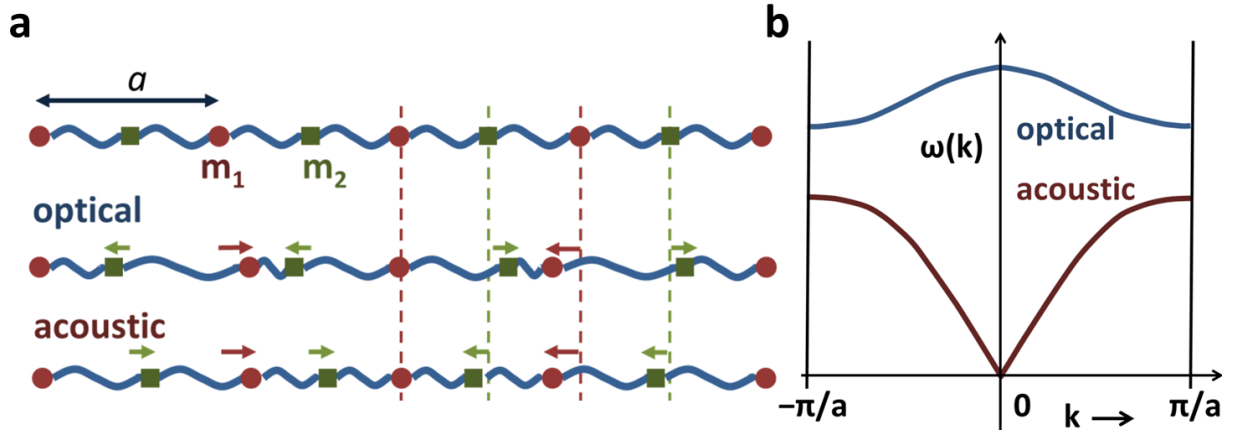 a
a
m₁
m₂
optical
acoustic
b
ω(k)
optical
acoustic
−π/a
0
k
π/a